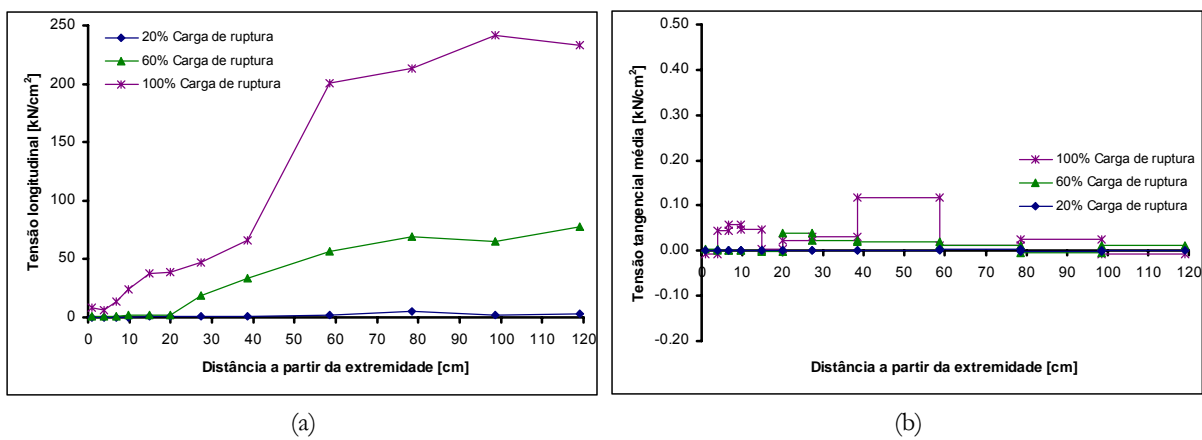 250
200
150
100
50
0
Tensão longitudinal [kN/cm²]
20% Carga de ruptura
60% Carga de ruptura
100% Carga de ruptura
0 10 20 30 40 50 60 70 80 90 100 110 120
Distância a partir da extremidade [cm]
(a)
0.50
0.40
0.30
0.20
0.10
0.00
-0.10
-0.20
Tensão tangencial média [kN/cm²]
100% Carga de ruptura
60% Carga de ruptura
20% Carga de ruptura
0 10 20 30 40 50 60 70 80 90 100 110 120
Distância a partir da extremidade [cm]
(b)